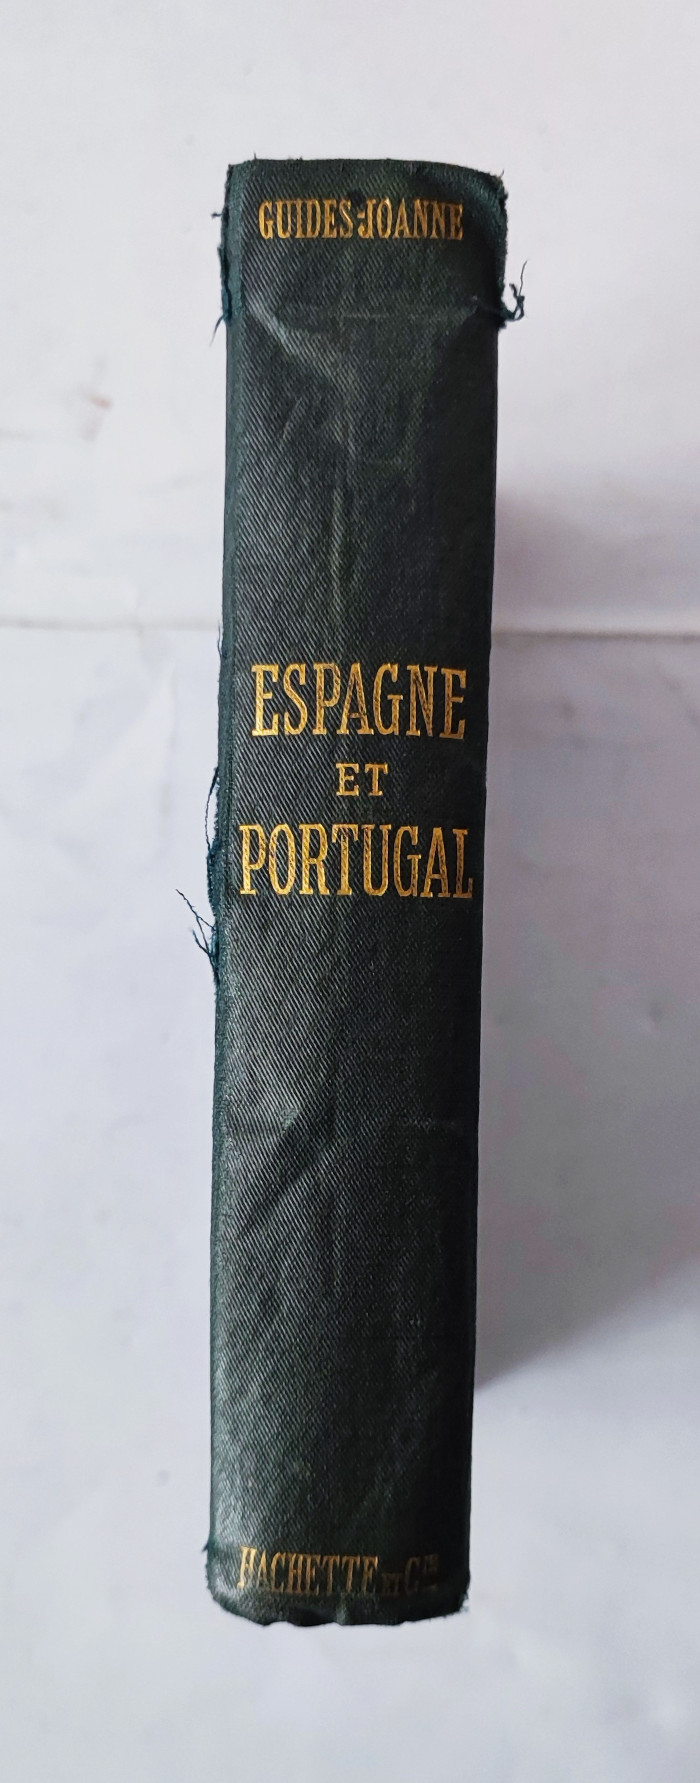 GUIDES-JOANNE
ESPAGNE
ET
PORTUGAL
HACHETTE ET Cie